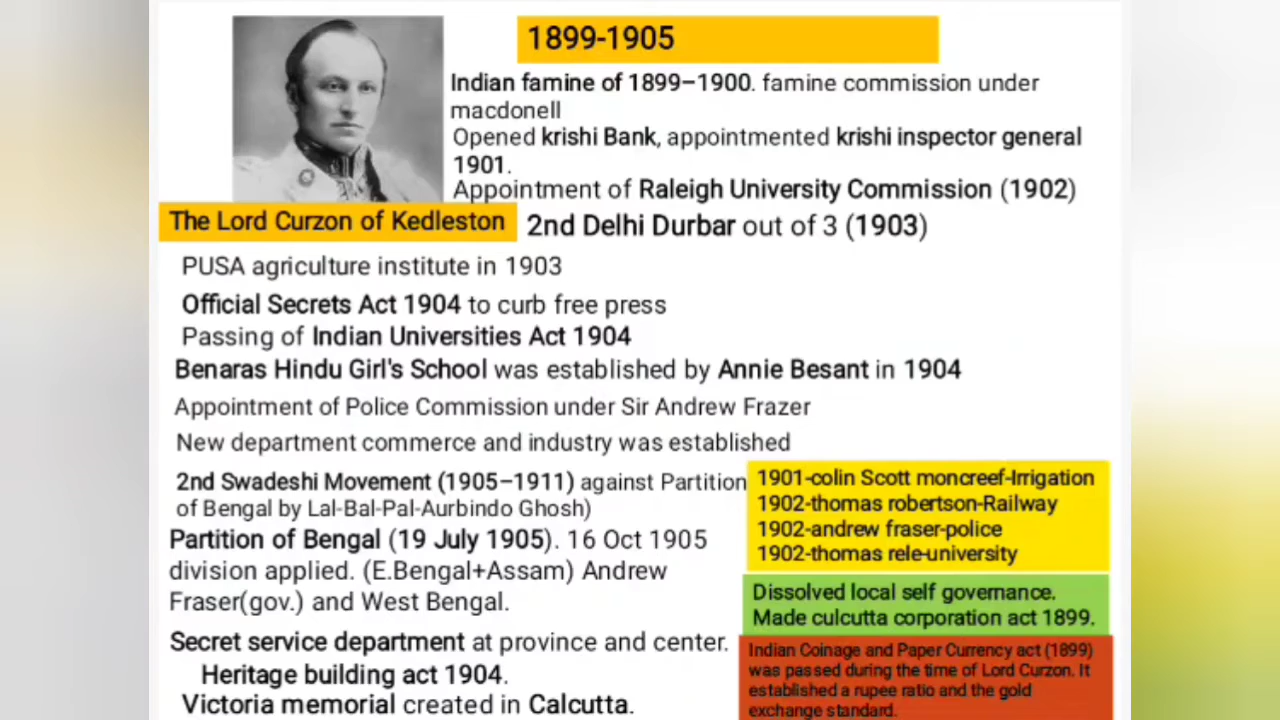 1899-1905
Indian famine of 1899–1900. famine commission under
macdonell
Opened krishi Bank, appointmented krishi inspector general
1901.
Appointment of Raleigh University Commission (1902)
The Lord Curzon of Kedleston
2nd Delhi Durbar out of 3 (1903)
PUSA agriculture institute in 1903
Official Secrets Act 1904 to curb free press
Passing of Indian Universities Act 1904
Benaras Hindu Girl's School was established by Annie Besant in 1904
Appointment of Police Commission under Sir Andrew Frazer
New department commerce and industry was established
2nd Swadeshi Movement (1905–1911) against Partition
of Bengal by Lal-Bal-Pal-Aurbindo Ghosh)
Partition of Bengal (19 July 1905). 16 Oct 1905
division applied. (E.Bengal+Assam) Andrew
Fraser(gov.) and West Bengal.
Secret service department at province and center.
Heritage building act 1904.
Victoria memorial created in Calcutta.
1901-colin Scott moncreef-Irrigation
1902-thomas robertson-Railway
1902-andrew fraser-police
1902-thomas rele-university
Dissolved local self governance.
Made culcutta corporation act 1899.
Indian Coinage and Paper Currency act (1899)
was passed during the time of Lord Curzon. It
established a rupee ratio and the gold
exchange standard.